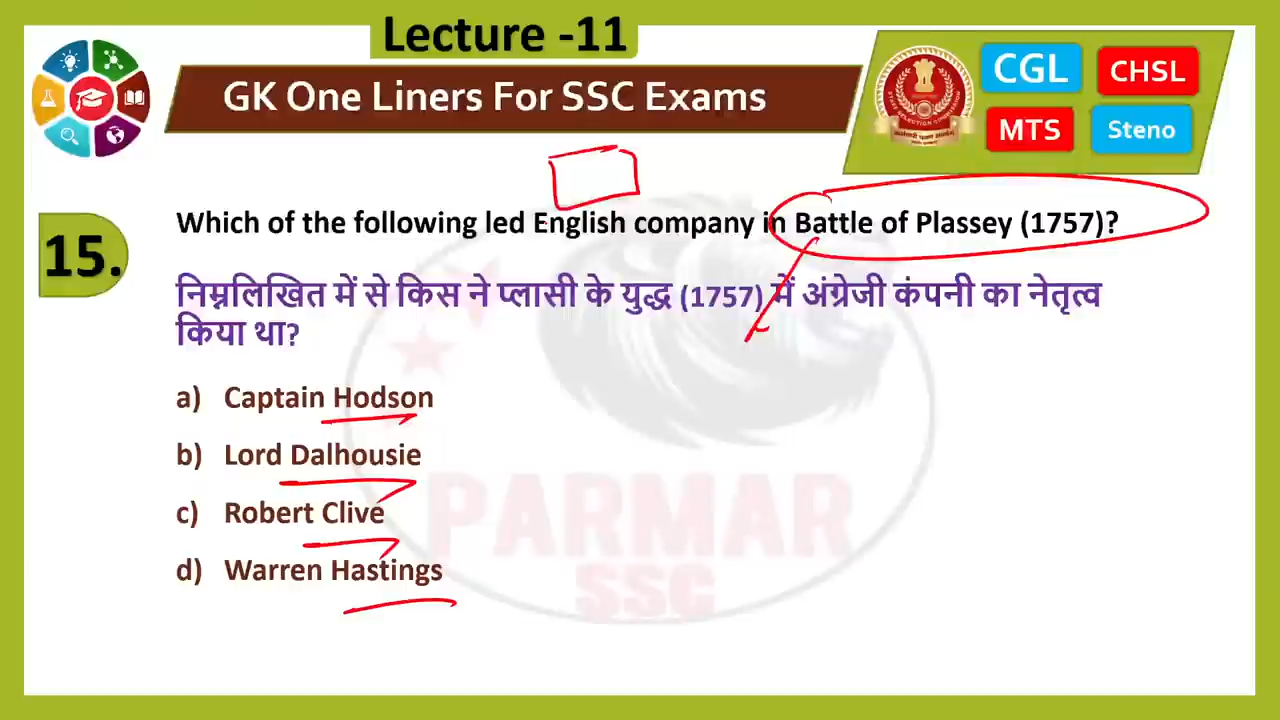 Lecture -11
GK One Liners For SSC Exams
CGL
CHSL
MTS
Steno
15.
Which of the following led English company in Battle of Plassey (1757)?
निम्नलिखित में से किस ने प्लासी के युद्ध (1757) में अंग्रेजी कंपनी का नेतृत्व
किया था?
a) Captain Hodson
b) Lord Dalhousie
c) Robert Clive
d) Warren Hastings
PARMAR
SSC